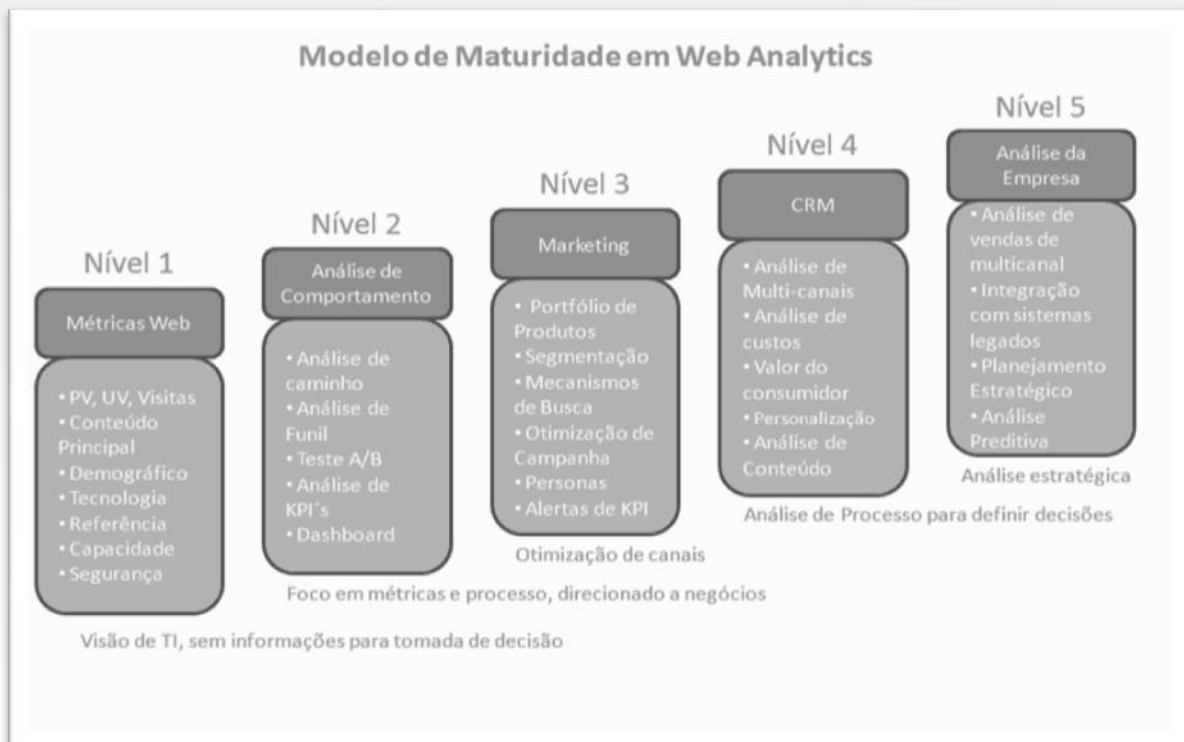 Modelo de Maturidade em Web Analytics
Nível 1
Métricas Web
• PV, UV, Visitas
• Conteúdo
Principal
• Demográfico
• Tecnologia
• Referência
• Capacidade
• Segurança
Visão de TI, sem informações para tomada de decisão
Nível 2
Análise de
Comportamento
• Análise de
caminho
• Análise de
Funil
• Teste A/B
• Análise de
KPI´s
• Dashboard
Foco em métricas e processo, direcionado a negócios
Nível 3
Marketing
• Portfólio de
Produtos
• Segmentação
• Mecanismos
de Busca
• Otimização de
Campanha
• Personas
• Alertas de KPI
Otimização de canais
Nível 4
CRM
• Análise de
Multi-canais
• Análise de
custos
• Valor do
consumidor
• Personalização
• Análise de
Conteúdo
Análise de Processo para definir decisões
Nível 5
Análise da
Empresa
• Análise de
vendas de
multicanal
• Integração
com sistemas
legados
• Planejamento
Estratégico
• Análise
Preditiva
Análise estratégica